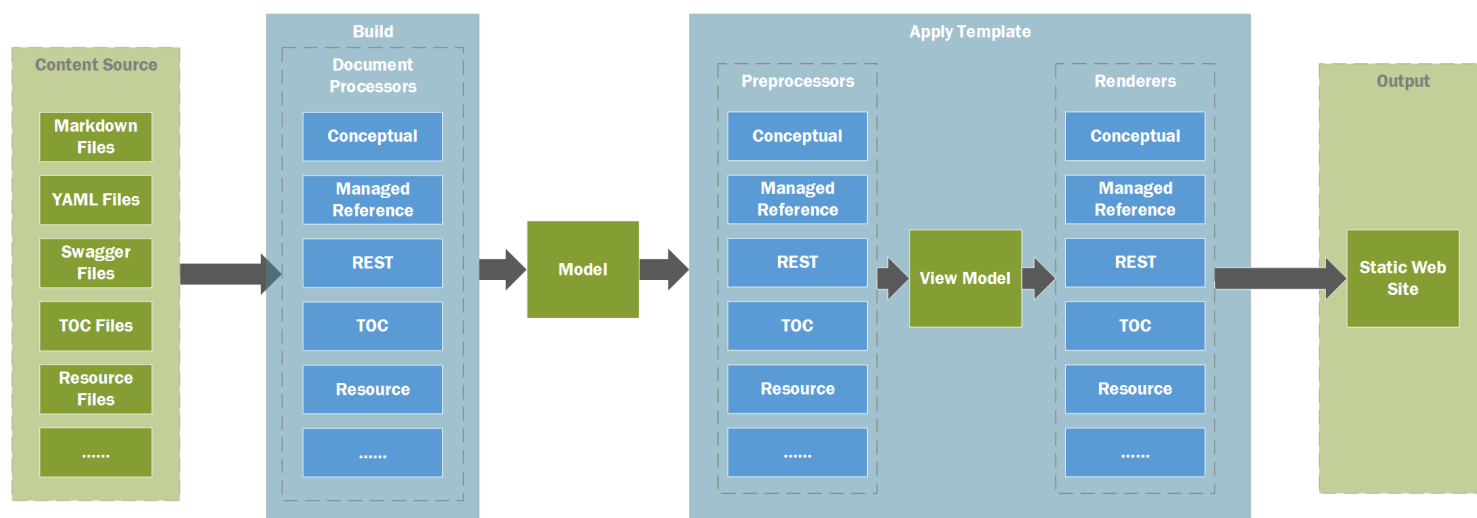 Content Source
Markdown
Files
YAML Files
Swagger
Files
TOC Files
Resource
Files
......
Build
Document
Processors
Conceptual
Managed
Reference
REST
TOC
Resource
......
Model
Apply Template
Preprocessors
Conceptual
Managed
Reference
REST
TOC
Resource
......
View Model
Renderers
Conceptual
Managed
Reference
REST
TOC
Resource
......
Output
Static Web
Site